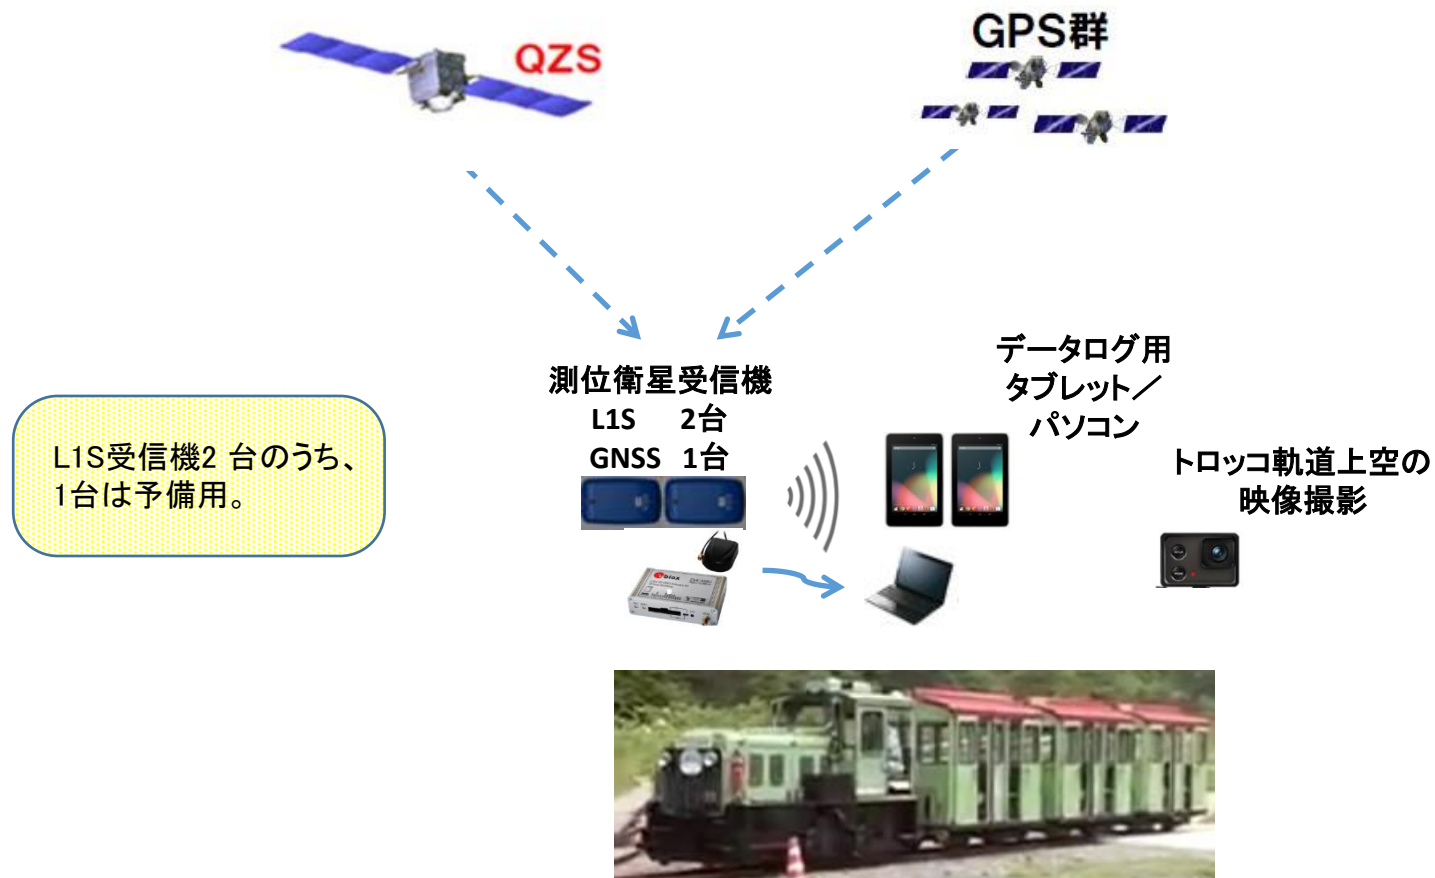 QZS
GPS群
測位衛星受信機
L1S 2台
GNSS 1台
データログ用
タブレット／
パソコン
トロッコ軌道上空の
映像撮影
L1S受信機2 台のうち、
1台は予備用。
blox